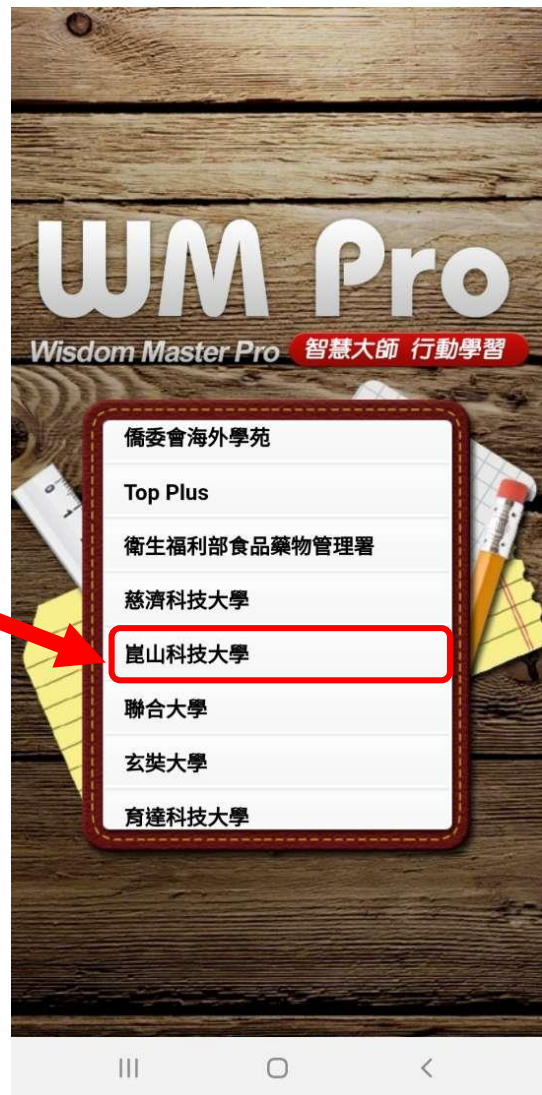 WM Pro
Wisdom Master Pro 智慧大師 行動學習
僑委會海外學苑
Top Plus
衛生福利部食品藥物管理署
慈濟科技大學
崑山科技大學
聯合大學
玄奘大學
育達科技大學
0
1